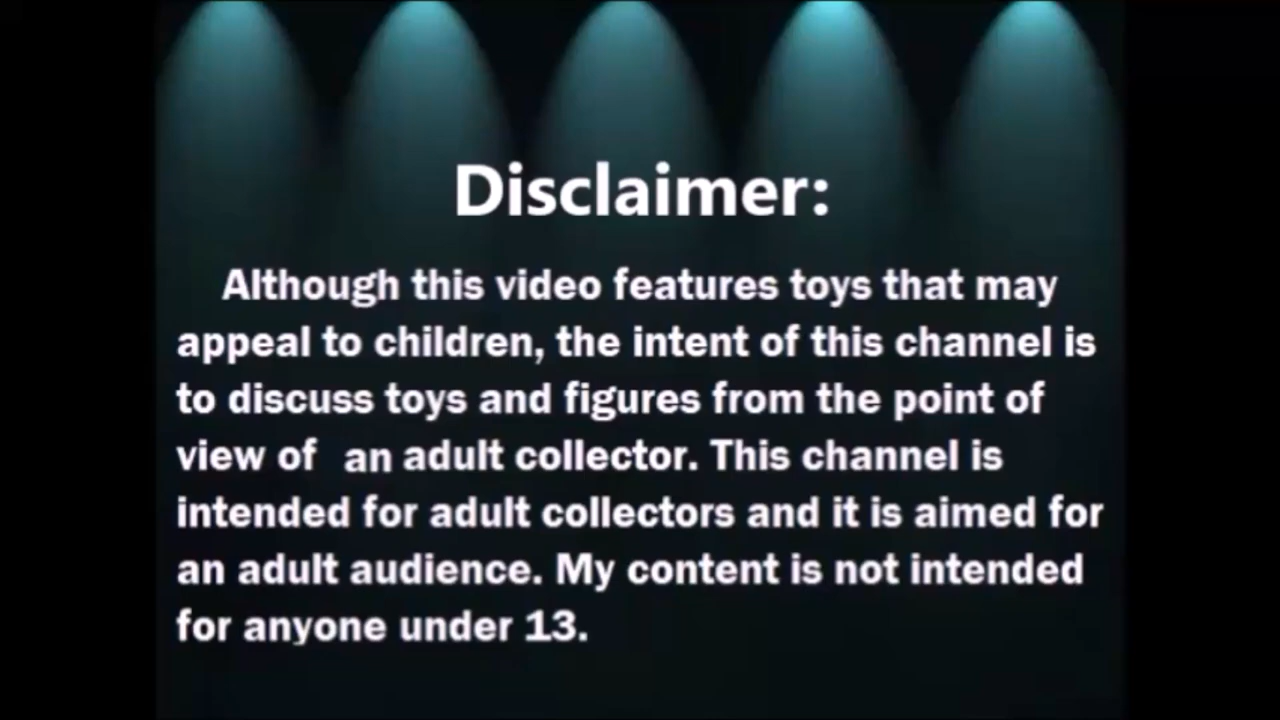 Disclaimer:
Although this video features toys that may
appeal to children, the intent of this channel is
to discuss toys and figures from the point of
view of an adult collector. This channel is
intended for adult collectors and it is aimed for
an adult audience. My content is not intended
for anyone under 13.